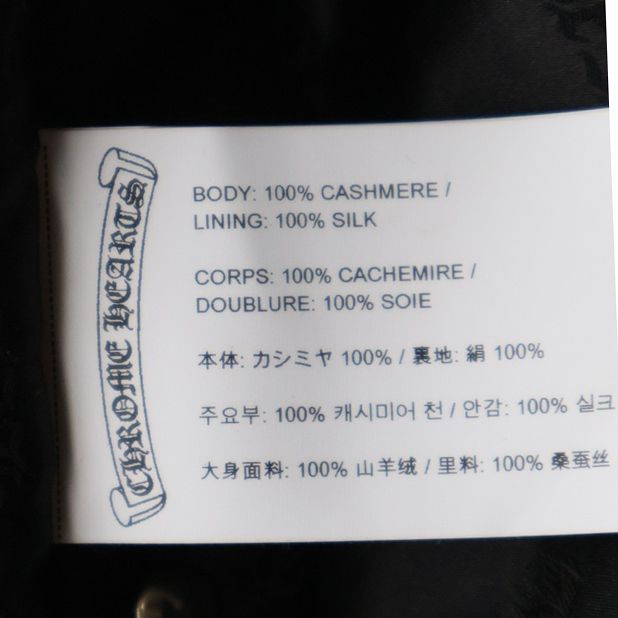 CHROME HEARTS
BODY: 100% CASHMERE /
LINING: 100% SILK
CORPS: 100% CACHEMIRE /
DOUBLURE: 100% SOIE
本体: カシミヤ 100% / 裏地: 絹 100%
주요부: 100% 캐시미어 천 / 안감: 100% 실크
大身面料: 100% 山羊绒 / 里料: 100% 桑蚕丝